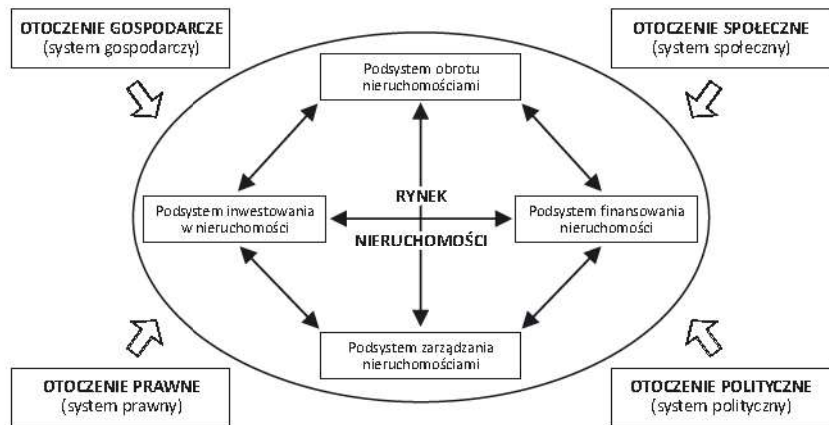 OTOCZENIE GOSPODARCZE
(system gospodarczy)
OTOCZENIE SPOŁECZNE
(system społeczny)
Podsystem obrotu
nieruchomościami
RYNEK
Podsystem inwestowania
w nieruchomości
Podsystem finansowania
nieruchomości
NIERUCHOMOŚCI
Podsystem zarządzania
nieruchomościami
OTOCZENIE PRAWNE
(system prawny)
OTOCZENIE POLITYCZNE
(system polityczny)